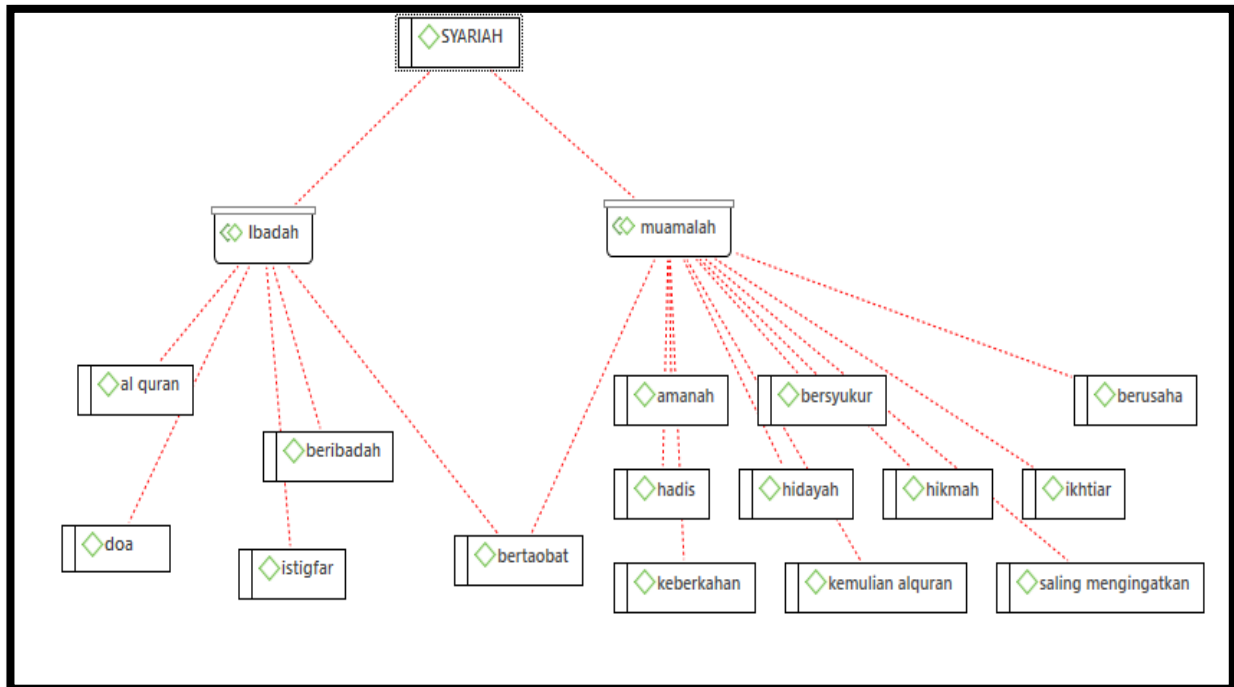 SYARIAH
Ibadah
muamalah
al quran
amanah
bersyukur
berusaha
beribadah
hadis
hidayah
hikmah
ikhtiar
doa
istigfar
bertaobat
keberkahan
kemulian alquran
saling mengingatkan